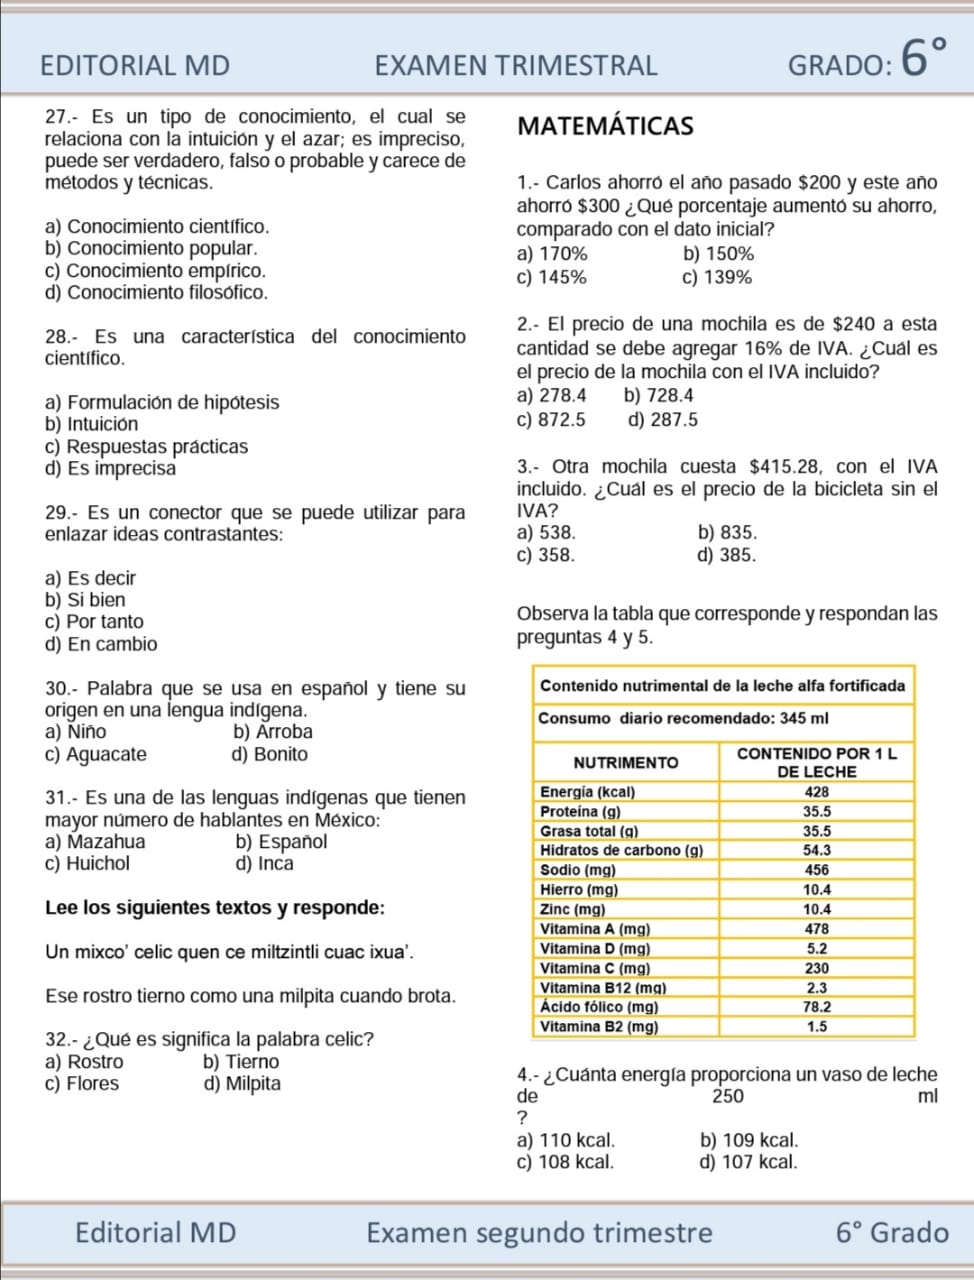 EDITORIAL MD EXAMEN TRIMESTRAL GRADO: 6°
27.- Es un tipo de conocimiento, el cual se
relaciona con la intuición y el azar; es impreciso,
puede ser verdadero, falso o probable y carece de
métodos y técnicas.
a) Conocimiento científico.
b) Conocimiento popular.
c) Conocimiento empírico.
d) Conocimiento filosófico.
28.- Es una característica del conocimiento
científico.
a) Formulación de hipótesis
b) Intuición
c) Respuestas prácticas
d) Es imprecisa
29.- Es un conector que se puede utilizar para
enlazar ideas contrastantes:
a) Es decir
b) Si bien
c) Por tanto
d) En cambio
30.- Palabra que se usa en español y tiene su
origen en una lengua indígena.
a) Niño b) Arroba
c) Aguacate d) Bonito
31.- Es una de las lenguas indígenas que tienen
mayor número de hablantes en México:
a) Mazahua b) Español
c) Huichol d) Inca
Lee los siguientes textos y responde:
Un mixco' celic quen ce miltzintli cuac ixua'.
Ese rostro tierno como una milpita cuando brota.
32.- ¿Qué es significa la palabra celic?
a) Rostro b) Tierno
c) Flores d) Milpita
MATEMÁTICAS
1.- Carlos ahorró el año pasado $200 y este año
ahorró $300 ¿Qué porcentaje aumentó su ahorro,
comparado con el dato inicial?
a) 170% b) 150%
c) 145% c) 139%
2.- El precio de una mochila es de $240 a esta
cantidad se debe agregar 16% de IVA. ¿Cuál es
el precio de la mochila con el IVA incluido?
a) 278.4 b) 728.4
c) 872.5 d) 287.5
3.- Otra mochila cuesta $415.28, con el IVA
incluido. ¿Cuál es el precio de la bicicleta sin el
IVA?
a) 538. b) 835.
c) 358. d) 385.
Observa la tabla que corresponde y respondan las
preguntas 4 y 5.
Contenido nutrimental de la leche alfa fortificada
Consumo diario recomendado: 345 ml
NUTRIMENTO CONTENIDO POR 1 L
DE LECHE
Energía (kcal) 428
Proteína (g) 35.5
Grasa total (g) 35.5
Hidratos de carbono (g) 54.3
Sodio (mg) 456
Hierro (mg) 10.4
Zinc (mg) 10.4
Vitamina A (mg) 478
Vitamina D (mg) 5.2
Vitamina C (mg) 230
Vitamina B12 (mg) 2.3
Ácido fólico (mg) 78.2
Vitamina B2 (mg) 1.5
4.- ¿Cuánta energía proporciona un vaso de leche
de 250 ml
?
a) 110 kcal. b) 109 kcal.
c) 108 kcal. d) 107 kcal.
Editorial MD Examen segundo trimestre 6° Grado